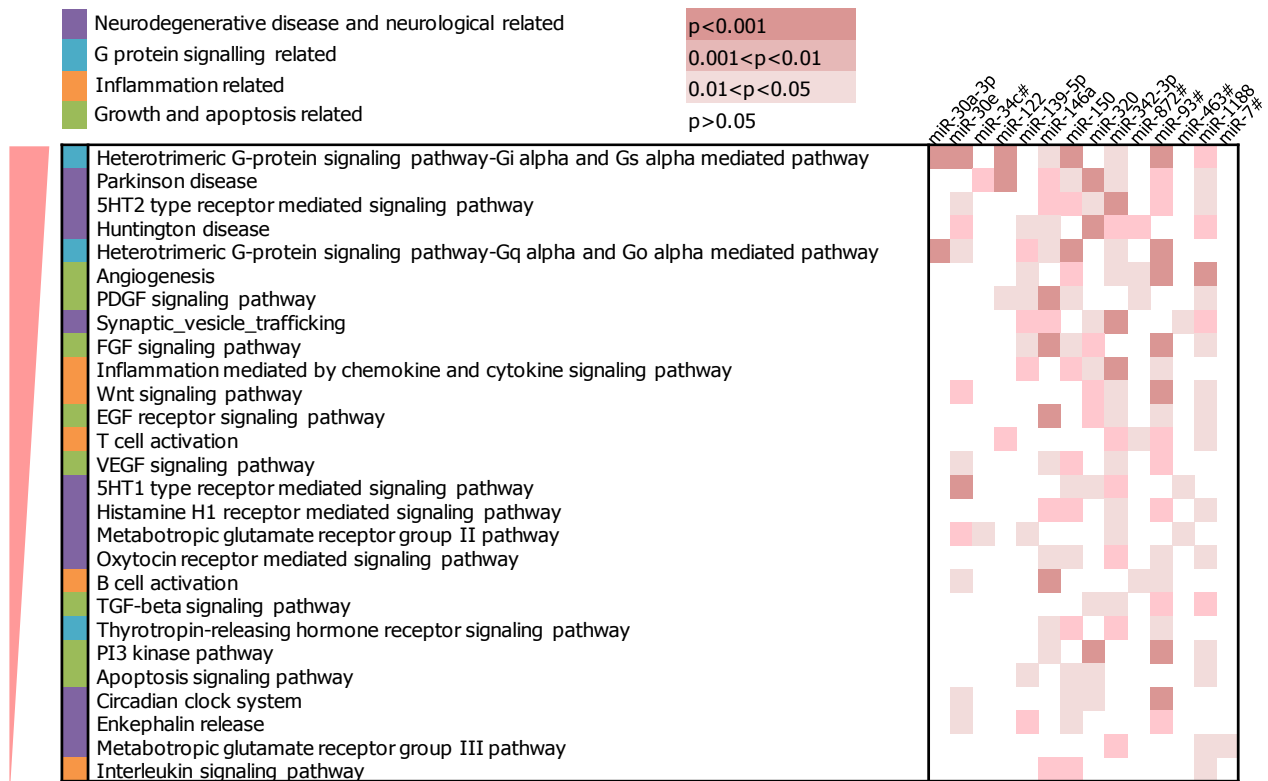 Neurodegenerative disease and neurological related
G protein signalling related
Inflammation related
Growth and apoptosis related
p<0.001
0.001<p<0.01
0.01<p<0.05
p>0.05
miR-30a-3p
miR-30e
miR-34c#
miR-122
miR-139-5p
miR-146a
miR-150
miR-320
miR-342-3p
miR-872#
miR-93#
miR-463#
miR-1188
miR-7#
Heterotrimeric G-protein signaling pathway-Gi alpha and Gs alpha mediated pathway
Parkinson disease
5HT2 type receptor mediated signaling pathway
Huntington disease
Heterotrimeric G-protein signaling pathway-Gq alpha and Go alpha mediated pathway
Angiogenesis
PDGF signaling pathway
Synaptic_vesicle_trafficking
FGF signaling pathway
Inflammation mediated by chemokine and cytokine signaling pathway
Wnt signaling pathway
EGF receptor signaling pathway
T cell activation
VEGF signaling pathway
5HT1 type receptor mediated signaling pathway
Histamine H1 receptor mediated signaling pathway
Metabotropic glutamate receptor group II pathway
Oxytocin receptor mediated signaling pathway
B cell activation
TGF-beta signaling pathway
Thyrotropin-releasing hormone receptor signaling pathway
PI3 kinase pathway
Apoptosis signaling pathway
Circadian clock system
Enkephalin release
Metabotropic glutamate receptor group III pathway
Interleukin signaling pathway